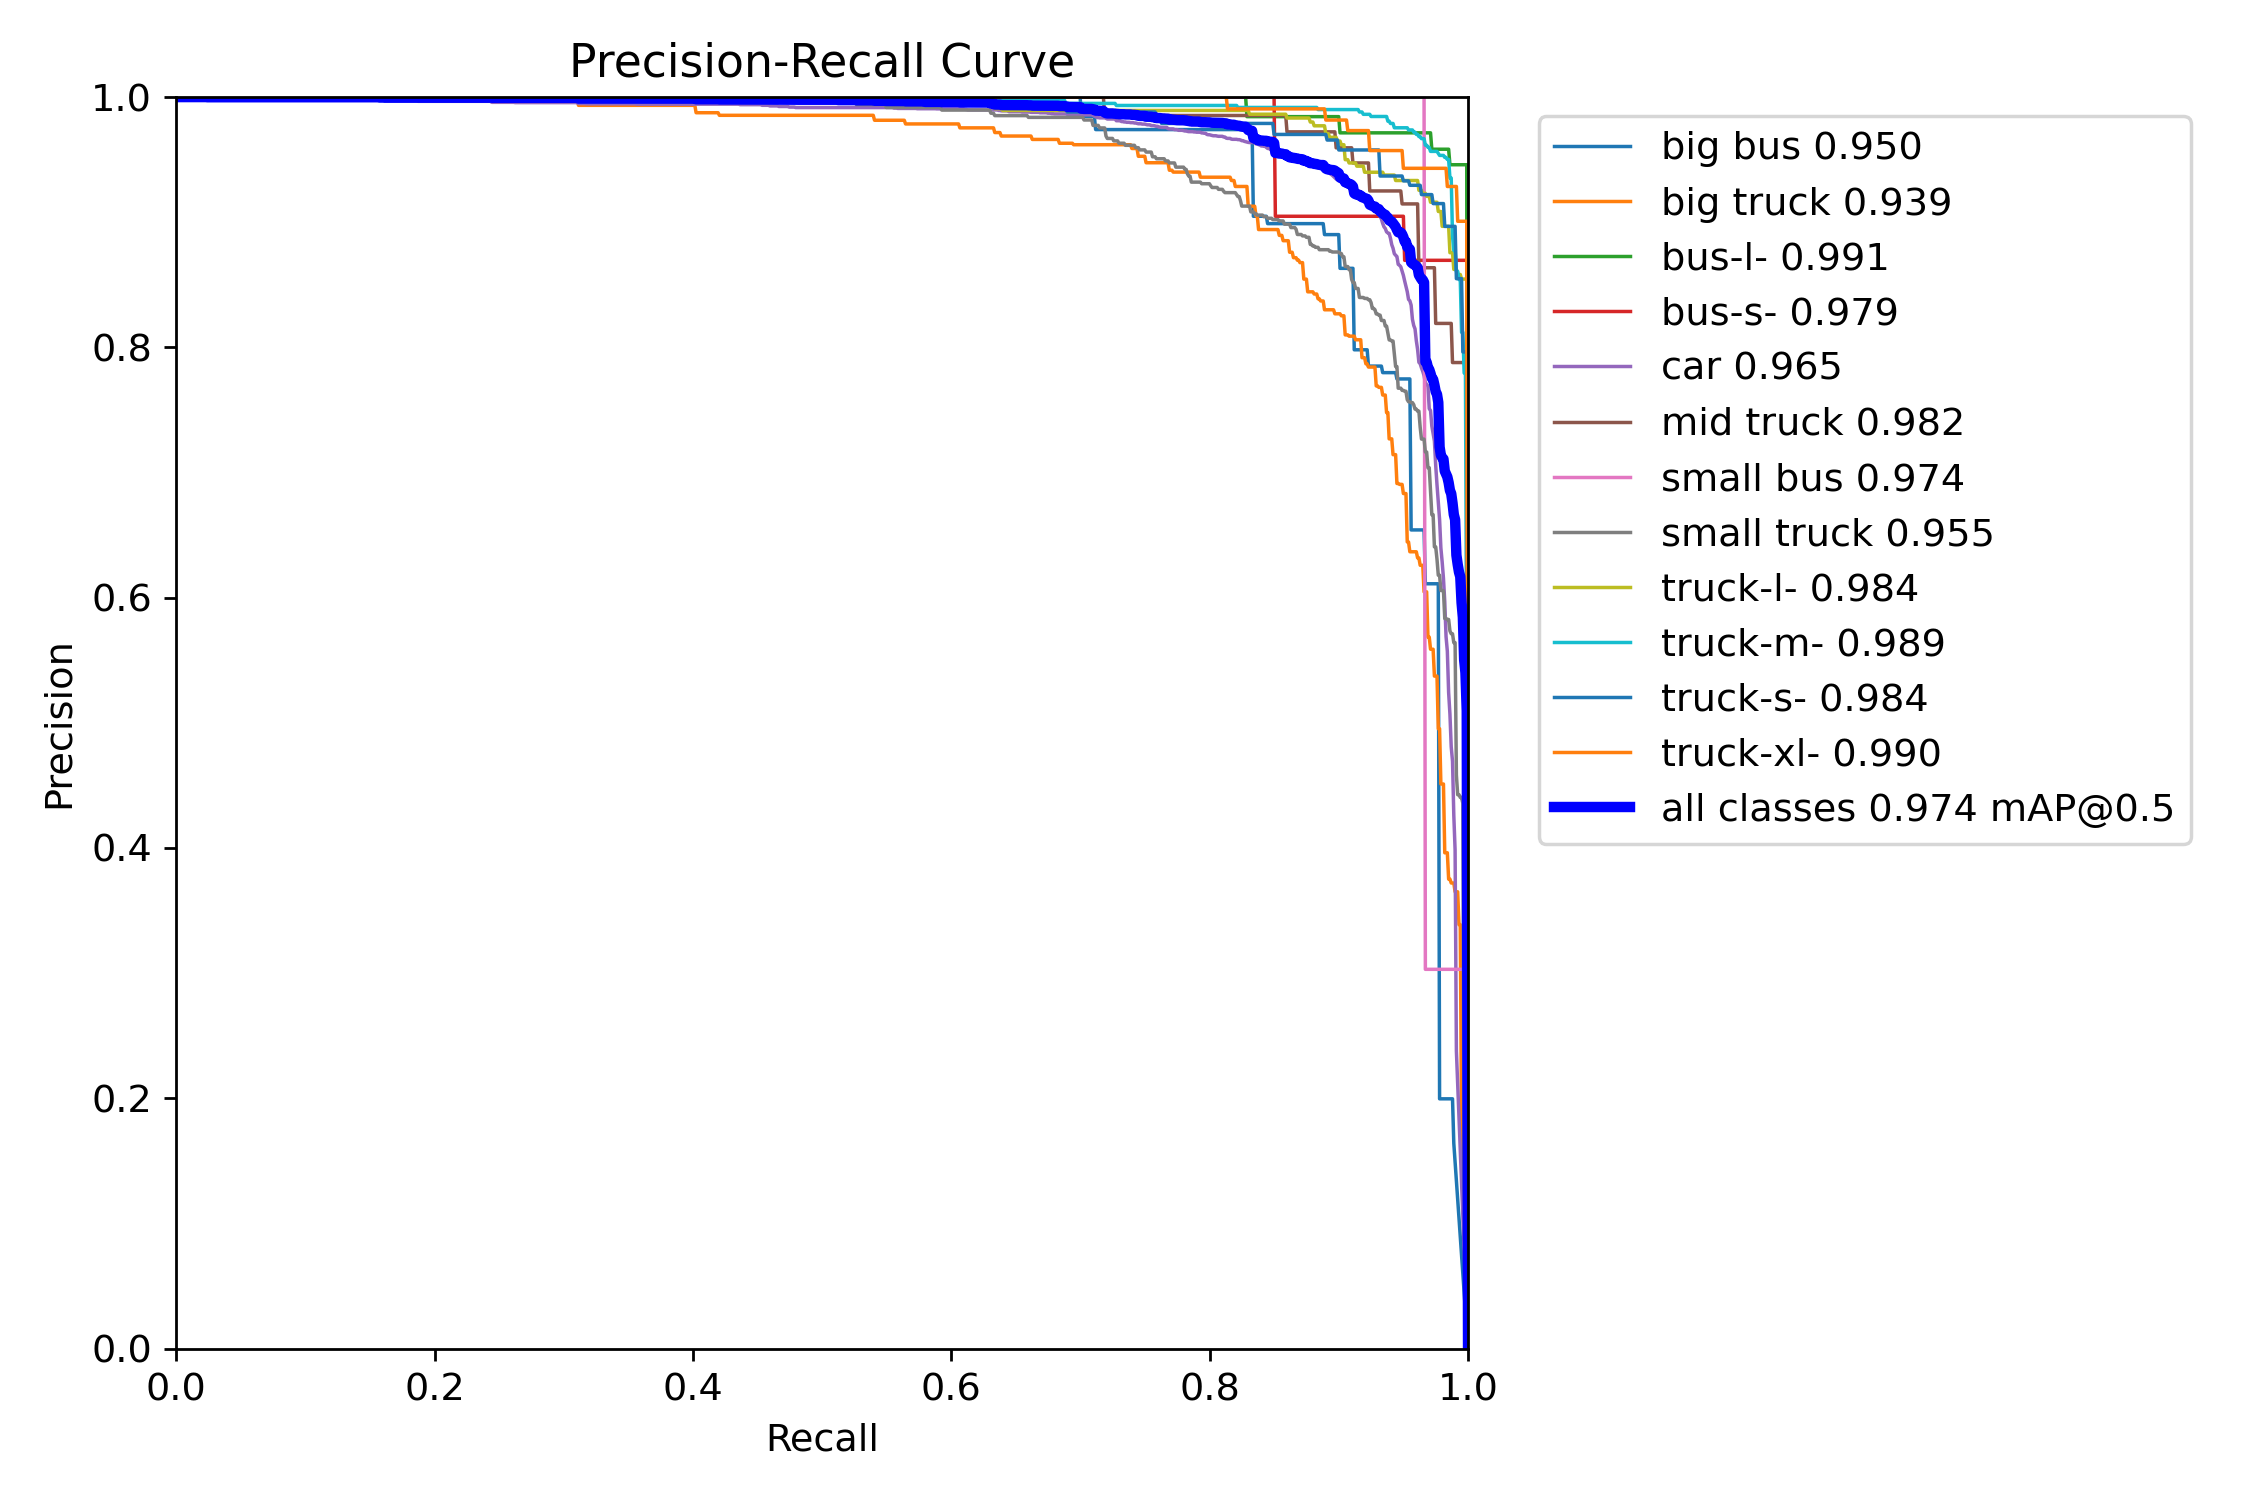 Precision-Recall Curve
1.0
0.8
0.6
0.4
0.2
0.0
Precision
0.0 0.2 0.4 0.6 0.8 1.0
Recall
big bus 0.950
big truck 0.939
bus-l- 0.991
bus-s- 0.979
car 0.965
mid truck 0.982
small bus 0.974
small truck 0.955
truck-l- 0.984
truck-m- 0.989
truck-s- 0.984
truck-xl- 0.990
all classes 0.974 mAP@0.5